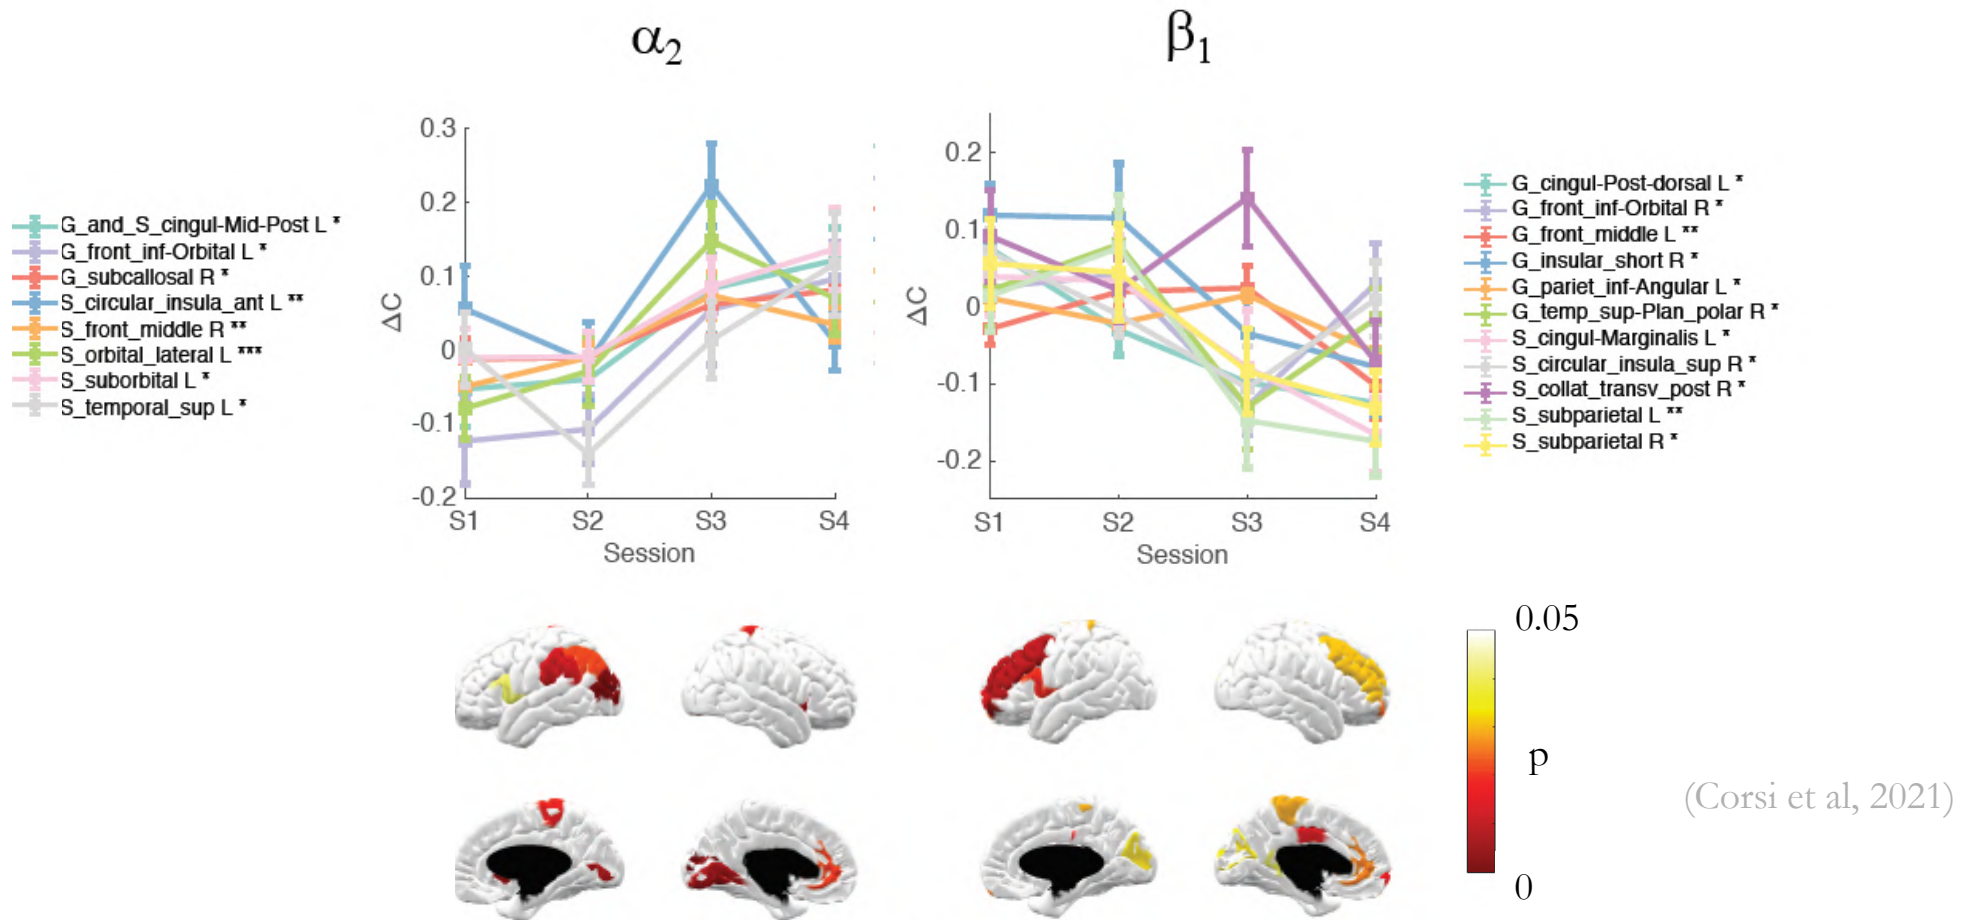 α₂
β₁
0.3
0.2
0.1
0
-0.1
-0.2
ΔC
S1 S2 S3 S4
Session
G_and_S_cingul-Mid-Post L *
G_front_inf-Orbital L *
G_subcallosal R *
S_circular_insula_ant L **
S_front_middle R **
S_orbital_lateral L ***
S_suborbital L *
S_temporal_sup L *
0.2
0.1
0
-0.1
-0.2
ΔC
S1 S2 S3 S4
Session
G_cingul-Post-dorsal L *
G_front_inf-Orbital R *
G_front_middle L **
G_insular_short R *
G_pariet_inf-Angular L *
G_temp_sup-Plan_polar R *
S_cingul-Marginalis L *
S_circular_insula_sup R *
S_collat_transv_post R *
S_subparietal L **
S_subparietal R *
0.05
p
0
(Corsi et al, 2021)